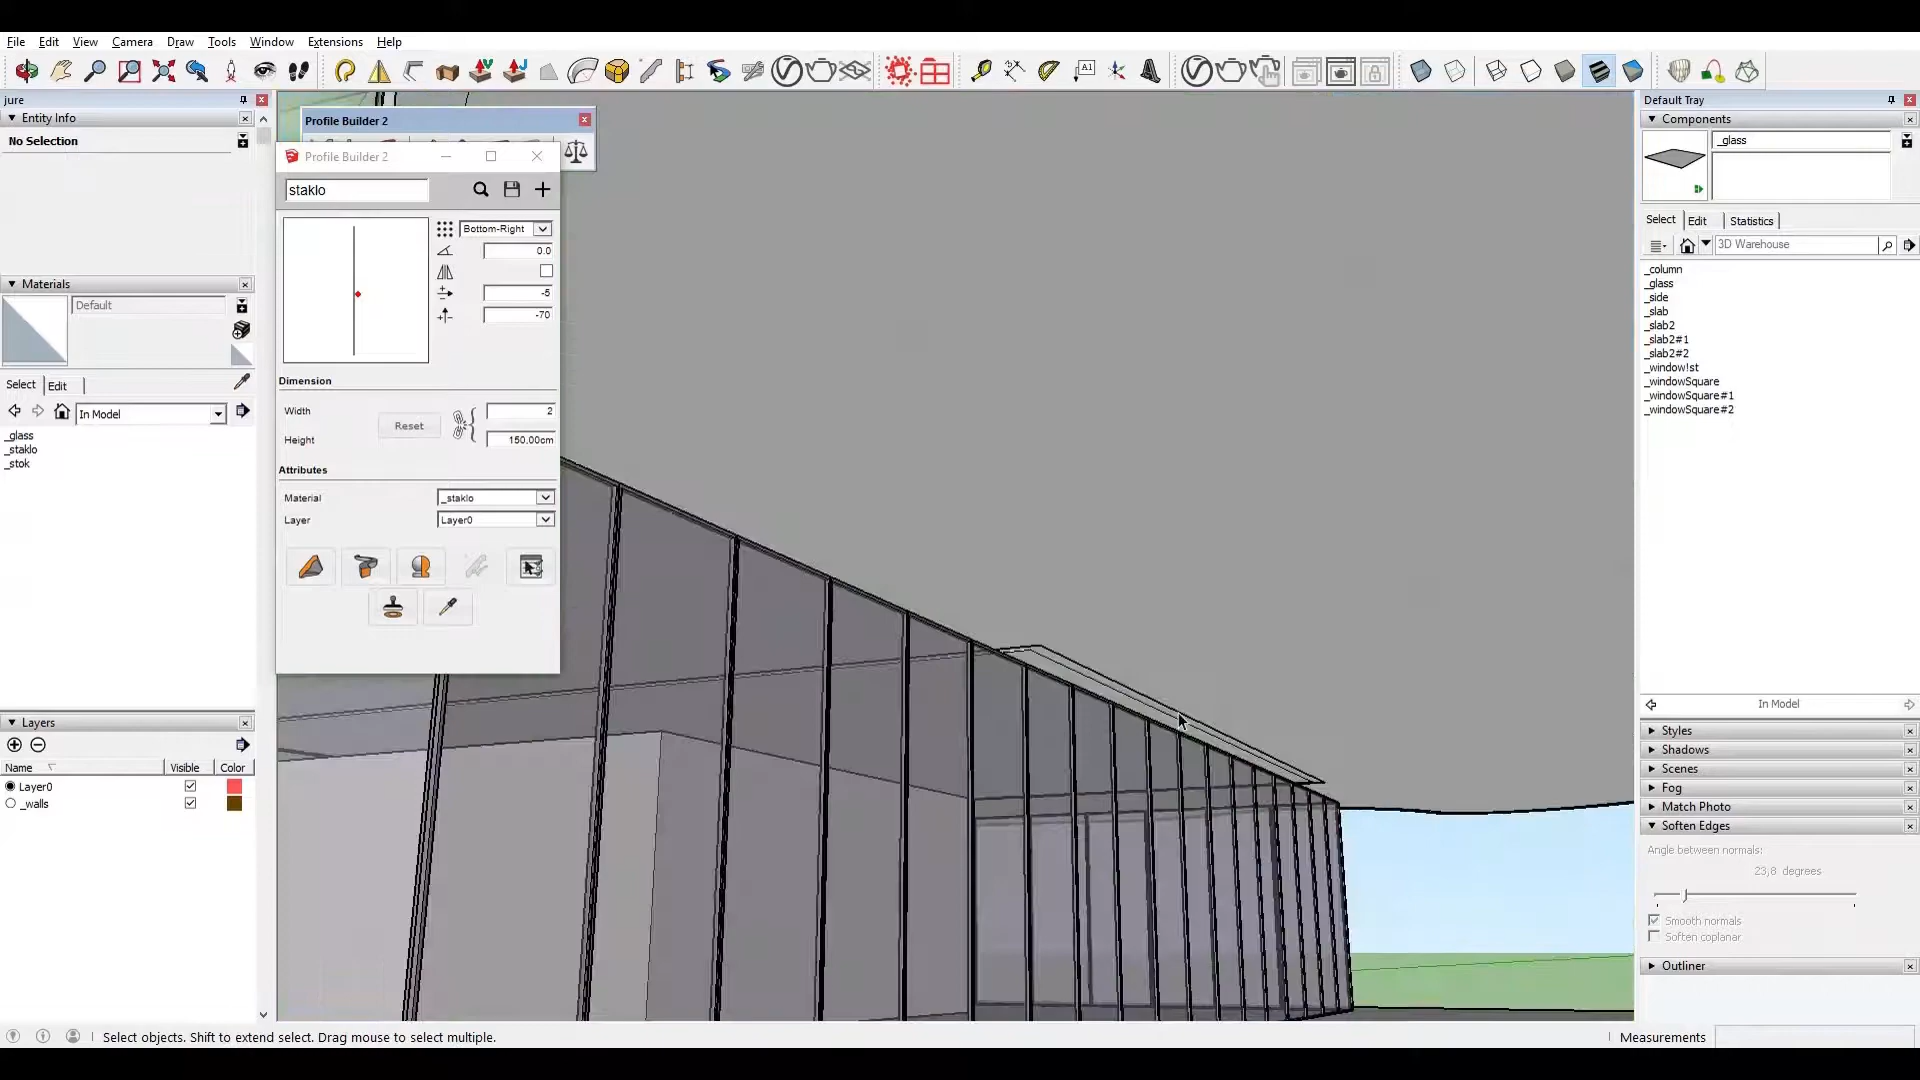 File Edit View Camera Draw Tools Window Extensions Help
jure
Entity Info
No Selection
Materials
Default
Select Edit
In Model
_glass
_staklo
_stok
Layers
Name Visible Color
Layer0
_walls
Profile Builder 2
Profile Builder 2
staklo
Bottom-Right
0.0
-5
-70
Dimension
Width 2
Reset
Height 150.00cm
Attributes
Material _staklo
Layer Layer0
A1
Default Tray
Components
_glass
Select Edit Statistics
3D Warehouse
_column
_glass
_side
_slab
_slab2
_slab2#1
_slab2#2
_window!st
_windowSquare
_windowSquare#1
_windowSquare#2
In Model
Styles
Shadows
Scenes
Fog
Match Photo
Soften Edges
Angle between normals:
23,8 degrees
Smooth normals
Soften coplanar
Outliner
Select objects. Shift to extend select. Drag mouse to select multiple.
Measurements